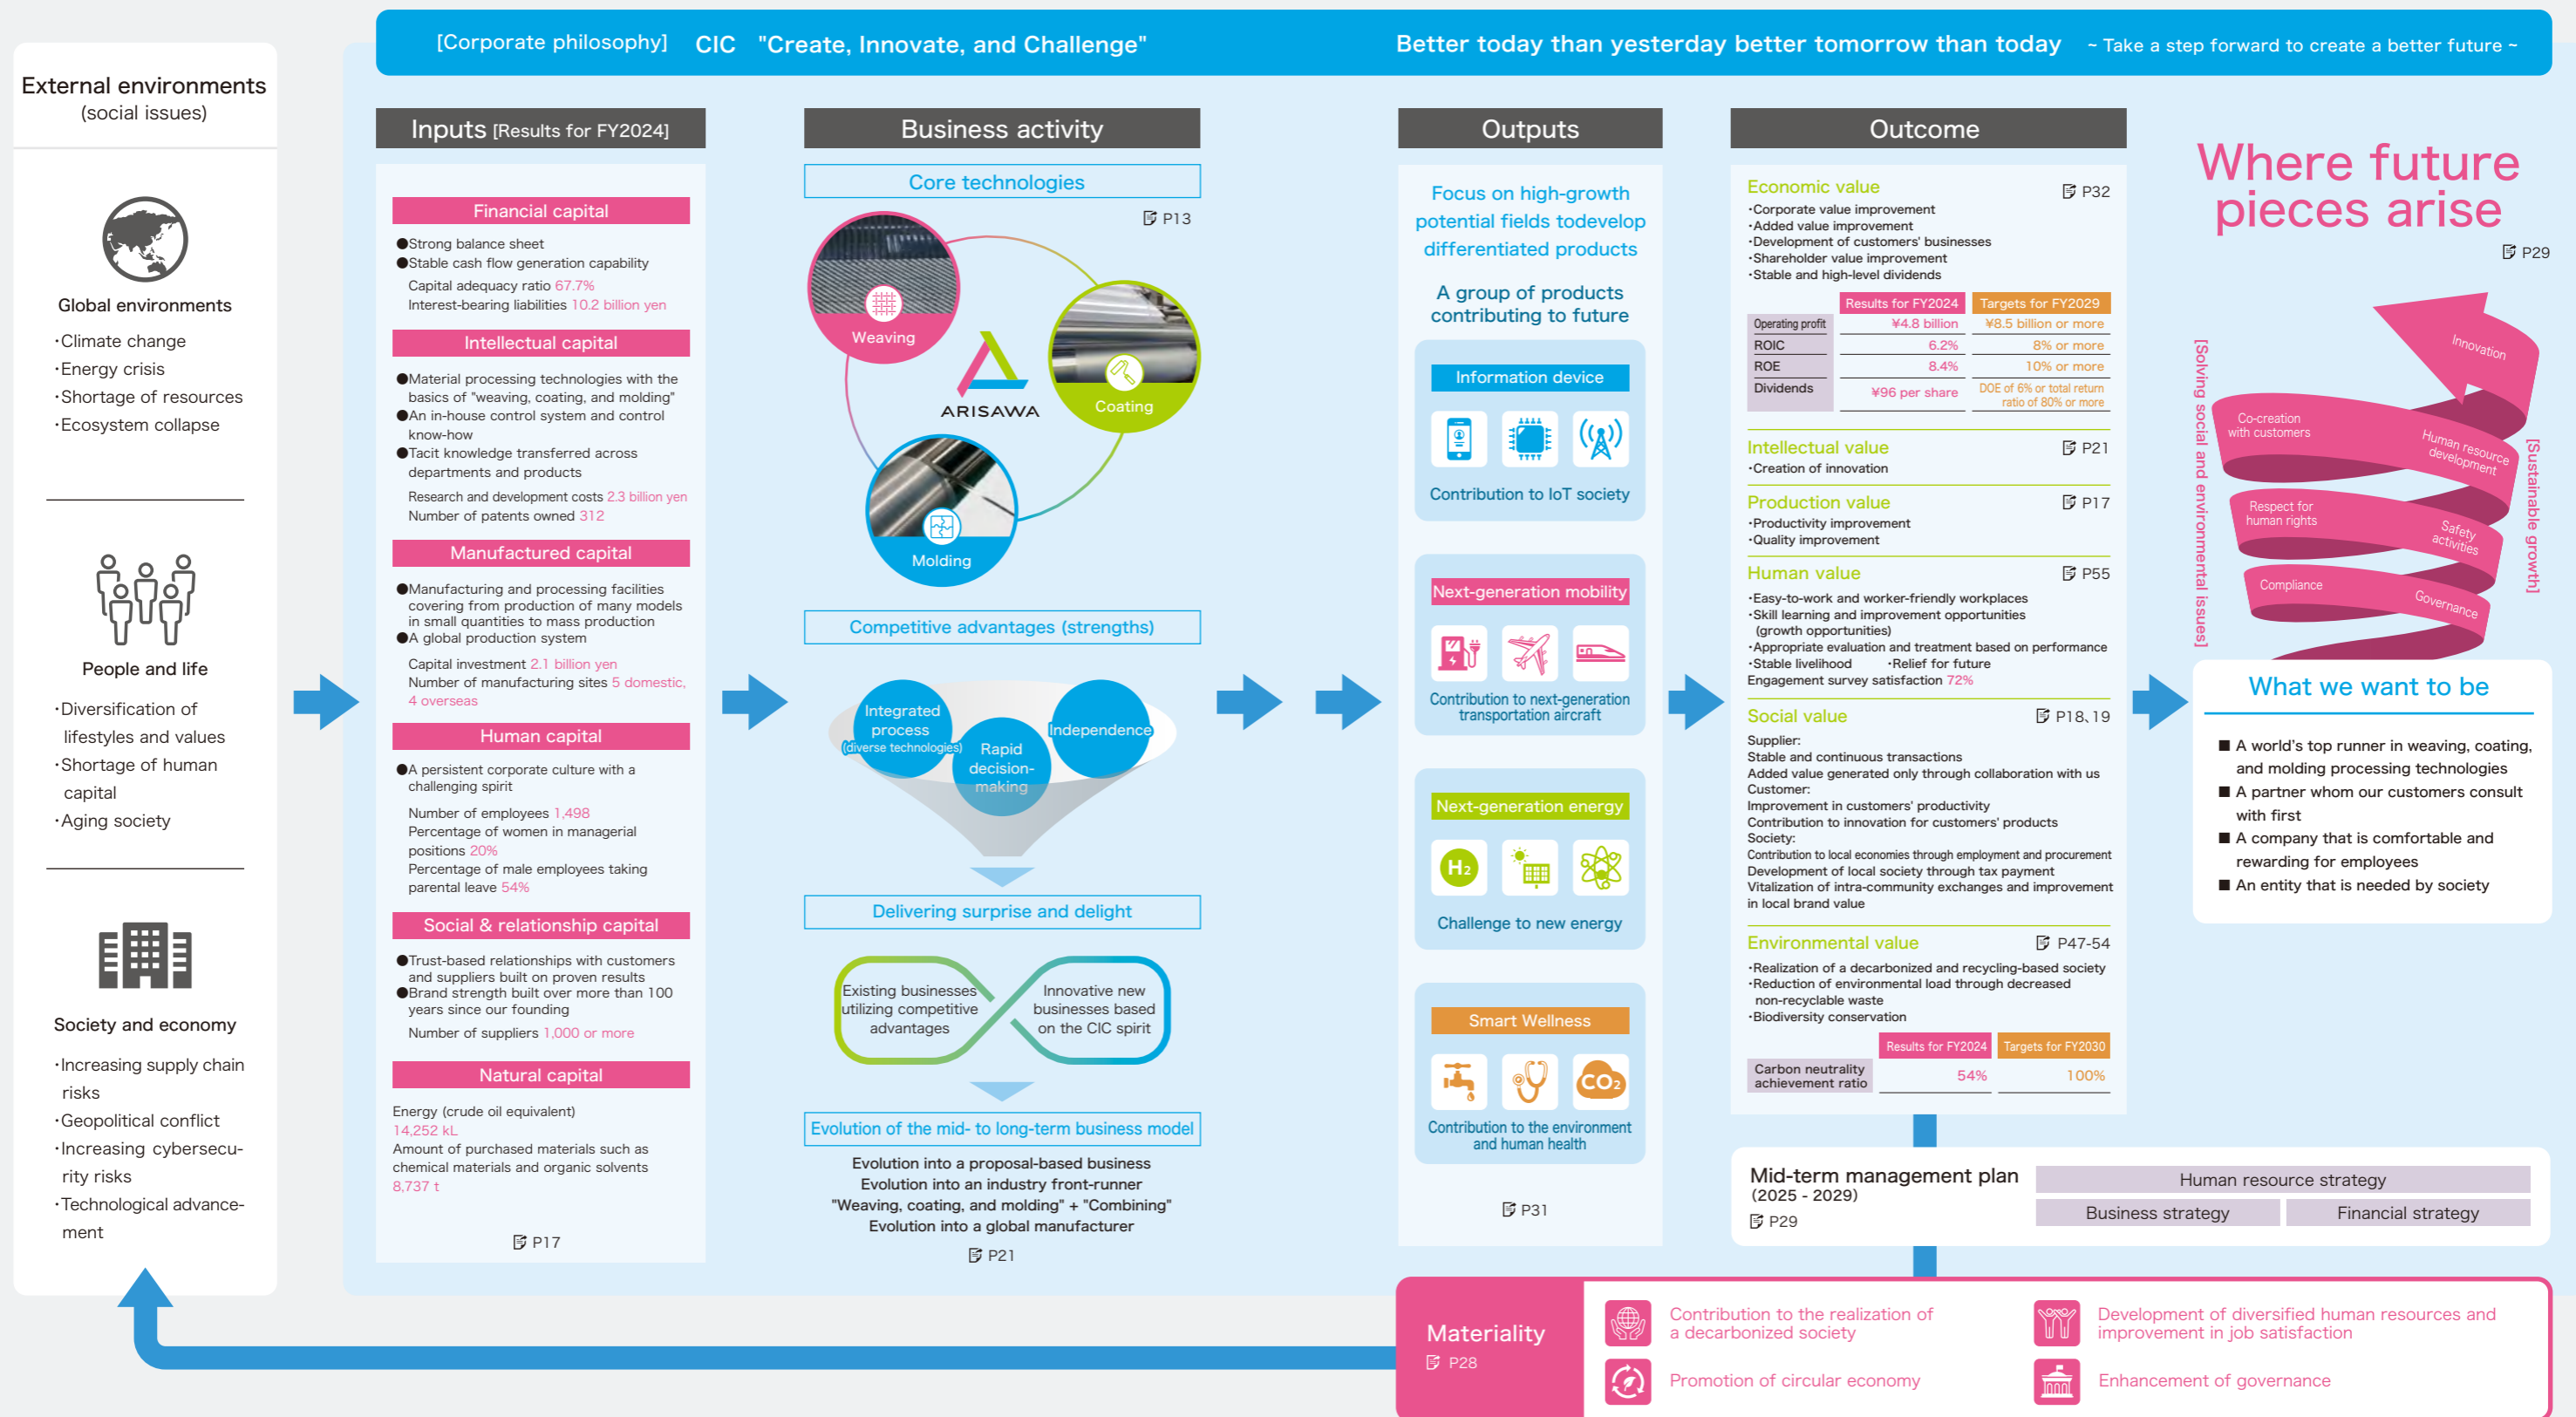 [Corporate philosophy] CIC "Create, Innovate, and Challenge"
Better today than yesterday better tomorrow than today ~ Take a step forward to create a better future ~
External environments
(social issues)
Global environments
・Climate change
・Energy crisis
・Shortage of resources
・Ecosystem collapse
People and life
・Diversification of
lifestyles and values
・Shortage of human
capital
・Aging society
Society and economy
・Increasing supply chain
risks
・Geopolitical conflict
・Increasing cybersecu-
rity risks
・Technological advance-
ment
Inputs [Results for FY2024]
Financial capital
●Strong balance sheet
●Stable cash flow generation capability
Capital adequacy ratio 67.7%
Interest-bearing liabilities 10.2 billion yen
Intellectual capital
●Material processing technologies with the
basics of "weaving, coating, and molding"
●An in-house control system and control
know-how
●Tacit knowledge transferred across
departments and products
Research and development costs 2.3 billion yen
Number of patents owned 312
Manufactured capital
●Manufacturing and processing facilities
covering from production of many models
in small quantities to mass production
●A global production system
Capital investment 2.1 billion yen
Number of manufacturing sites 5 domestic,
4 overseas
Human capital
●A persistent corporate culture with a
challenging spirit
Number of employees 1,498
Percentage of women in managerial
positions 20%
Percentage of male employees taking
parental leave 54%
Social & relationship capital
●Trust-based relationships with customers
and suppliers built on proven results
●Brand strength built over more than 100
years since our founding
Number of suppliers 1,000 or more
Natural capital
Energy (crude oil equivalent)
14,252 kL
Amount of purchased materials such as
chemical materials and organic solvents
8,737 t
P17
Business activity
Core technologies
P13
Weaving
Coating
ARISAWA
Molding
Competitive advantages (strengths)
Integrated
process
(diverse technologies)
Rapid
decision-
making
Independence
Delivering surprise and delight
Existing businesses
utilizing competitive
advantages
Innovative new
businesses based
on the CIC spirit
Evolution of the mid- to long-term business model
Evolution into a proposal-based business
Evolution into an industry front-runner
"Weaving, coating, and molding" + "Combining"
Evolution into a global manufacturer
P21
Outputs
Focus on high-growth
potential fields todevelop
differentiated products
A group of products
contributing to future
Information device
Contribution to IoT society
Next-generation mobility
Contribution to next-generation
transportation aircraft
Next-generation energy
H2
Challenge to new energy
Smart Wellness
CO2
Contribution to the environment
and human health
P31
Outcome
Economic value P32
・Corporate value improvement
・Added value improvement
・Development of customers' businesses
・Shareholder value improvement
・Stable and high-level dividends
Results for FY2024 Targets for FY2029
Operating profit ¥4.8 billion ¥8.5 billion or more
ROIC 6.2% 8% or more
ROE 8.4% 10% or more
Dividends ¥96 per share DOE of 6% or total return
ratio of 80% or more
Intellectual value P21
・Creation of innovation
Production value P17
・Productivity improvement
・Quality improvement
Human value P55
・Easy-to-work and worker-friendly workplaces
・Skill learning and improvement opportunities
(growth opportunities)
・Appropriate evaluation and treatment based on performance
・Stable livelihood ・Relief for future
Engagement survey satisfaction 72%
Social value P18、19
Supplier:
Stable and continuous transactions
Added value generated only through collaboration with us
Customer:
Improvement in customers' productivity
Contribution to innovation for customers' products
Society:
Contribution to local economies through employment and procurement
Development of local society through tax payment
Vitalization of intra-community exchanges and improvement
in local brand value
Environmental value P47-54
・Realization of a decarbonized and recycling-based society
・Reduction of environmental load through decreased
non-recyclable waste
・Biodiversity conservation
Results for FY2024 Targets for FY2030
Carbon neutrality
achievement ratio 54% 100%
Where future
pieces arise
P29
[Solving social and environmental issues]
[Sustainable growth]
Innovation
Co-creation
with customers
Human resource
development
Respect for
human rights
Safety
activities
Compliance
Governance
What we want to be
■ A world's top runner in weaving, coating,
and molding processing technologies
■ A partner whom our customers consult
with first
■ A company that is comfortable and
rewarding for employees
■ An entity that is needed by society
Mid-term management plan
(2025 - 2029)
P29
Human resource strategy
Business strategy
Financial strategy
Materiality
P28
Contribution to the realization of
a decarbonized society
Promotion of circular economy
Development of diversified human resources and
improvement in job satisfaction
Enhancement of governance